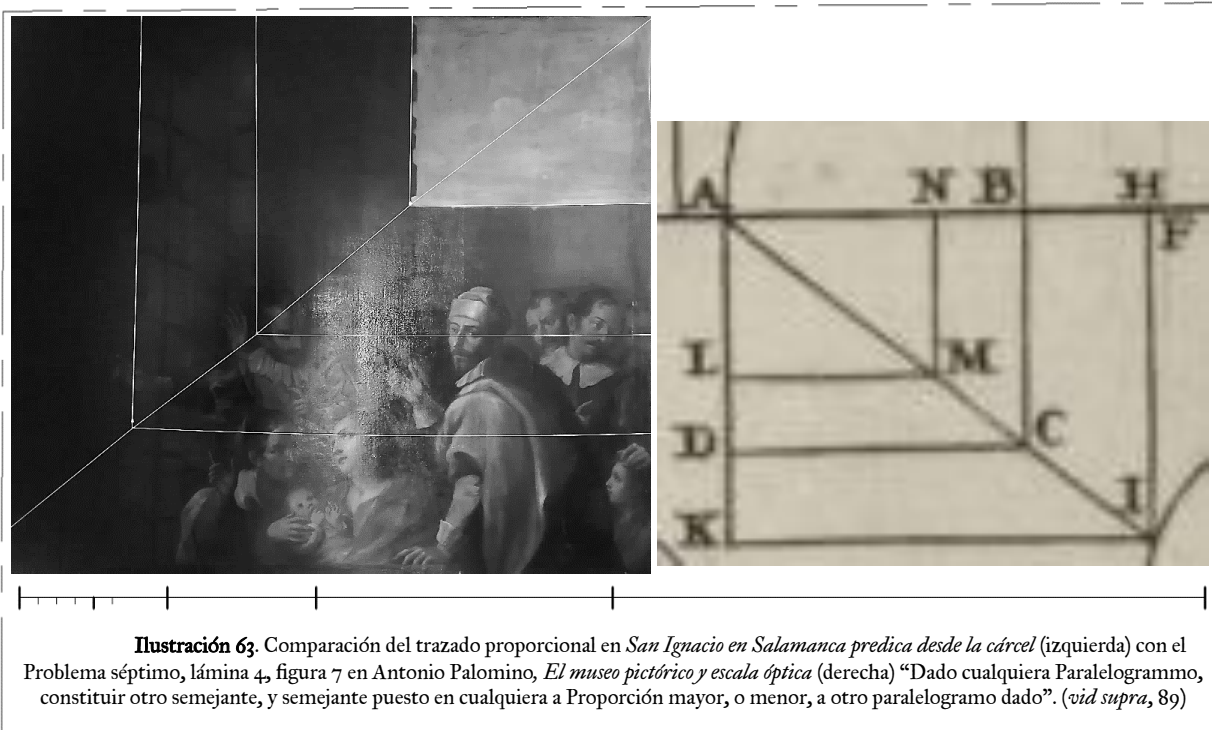 A N B H
F
L M
D C
K I
Ilustración 63. Comparación del trazado proporcional en San Ignacio en Salamanca predica desde la cárcel (izquierda) con el
Problema séptimo, lámina 4, figura 7 en Antonio Palomino, El museo pictórico y escala óptica (derecha) “Dado cualquiera Paralelogrammo,
constituir otro semejante, y semejante puesto en cualquiera a Proporción mayor, o menor, a otro paralelogramo dado”. (vid supra, 89)